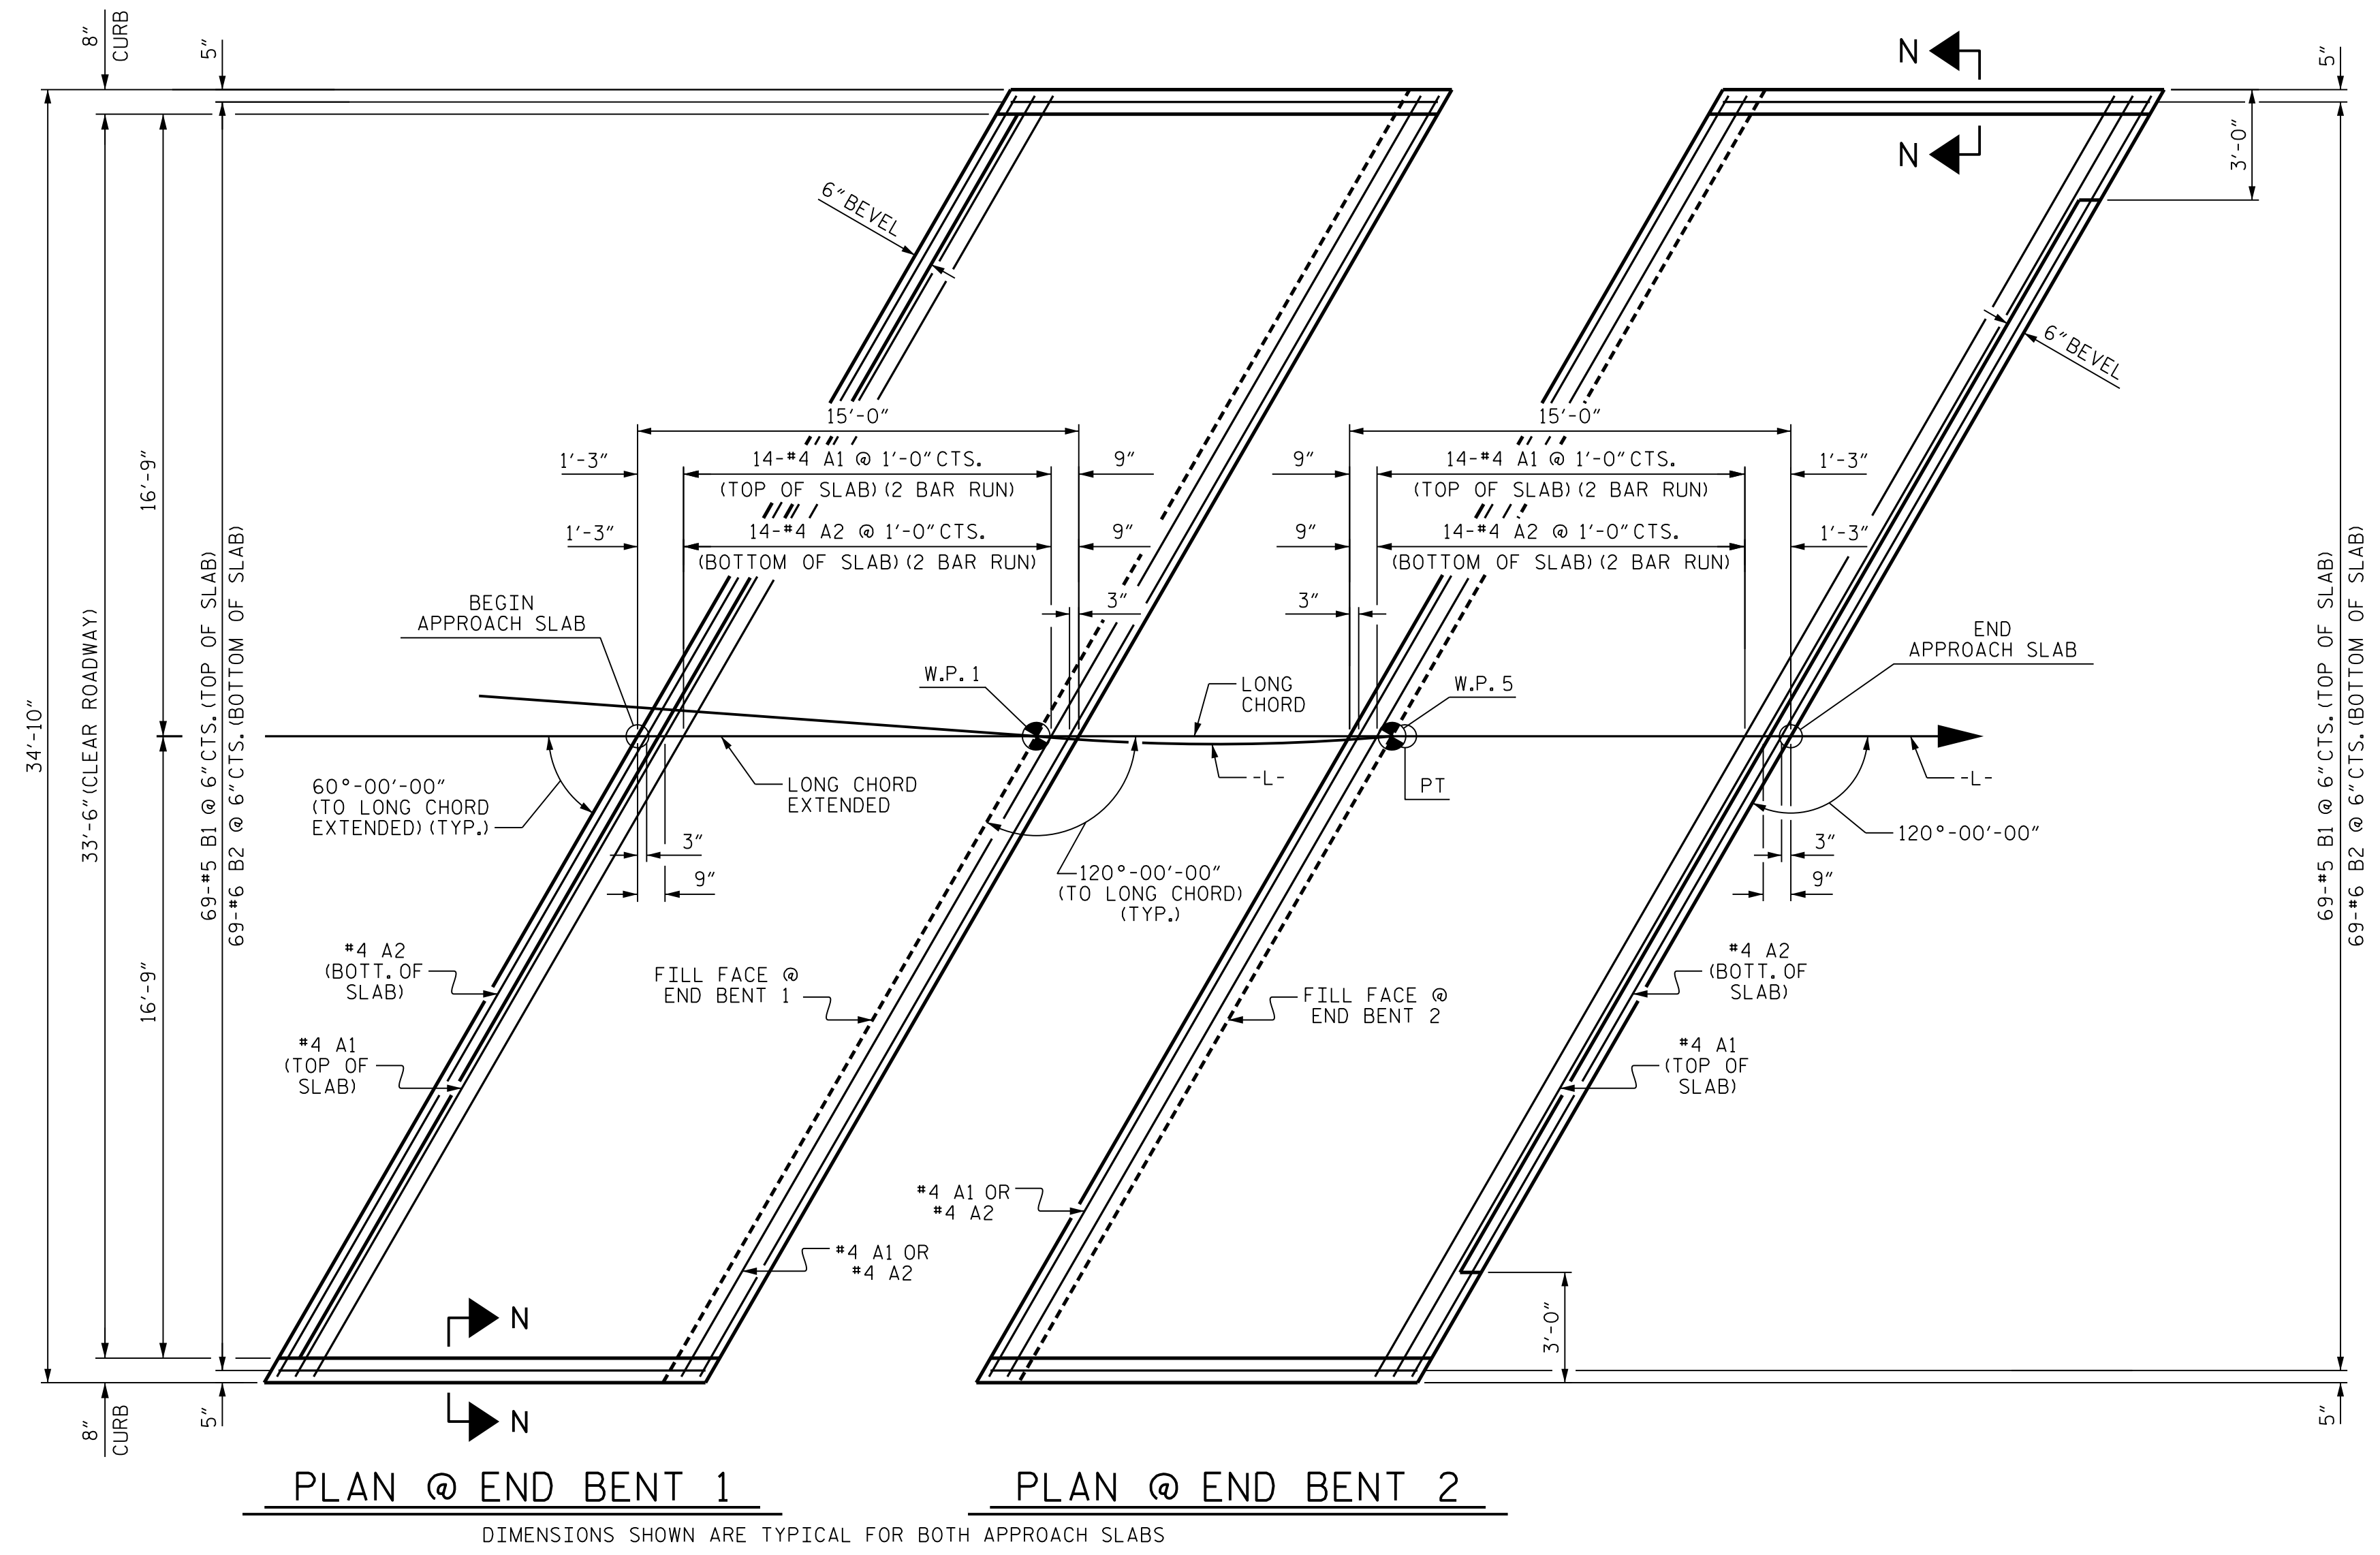 8"
CURB
5"
N
N
5"
3'-0"
6" BEVEL
6" BEVEL
34'-10"
33'-6" (CLEAR ROADWAY)
16'-9"
16'-9"
69-#5 B1 @ 6" CTS. (TOP OF SLAB)
69-#6 B2 @ 6" CTS. (BOTTOM OF SLAB)
15'-0"
1'-3"
14-#4 A1 @ 1'-0" CTS.
9"
(TOP OF SLAB) (2 BAR RUN)
1'-3"
14-#4 A2 @ 1'-0" CTS.
9"
(BOTTOM OF SLAB) (2 BAR RUN)
3"
15'-0"
9"
14-#4 A1 @ 1'-0" CTS.
1'-3"
(TOP OF SLAB) (2 BAR RUN)
9"
14-#4 A2 @ 1'-0" CTS.
1'-3"
(BOTTOM OF SLAB) (2 BAR RUN)
3"
BEGIN
APPROACH SLAB
W.P. 1
LONG
CHORD
W.P. 5
END
APPROACH SLAB
60°-00'-00"
(TO LONG CHORD
EXTENDED) (TYP.)
LONG CHORD
EXTENDED
-L-
PT
-L-
3"
9"
120°-00'-00"
(TO LONG CHORD)
(TYP.)
3"
9"
120°-00'-00"
69-#5 B1 @ 6" CTS. (TOP OF SLAB)
69-#6 B2 @ 6" CTS. (BOTTOM OF SLAB)
#4 A2
(BOTT. OF
SLAB)
#4 A1
(TOP OF
SLAB)
FILL FACE @
END BENT 1
FILL FACE @
END BENT 2
#4 A2
(BOTT. OF
SLAB)
#4 A1
(TOP OF
SLAB)
#4 A1 OR
#4 A2
#4 A1 OR
#4 A2
N
N
3'-0"
8"
CURB
5"
5"
PLAN @ END BENT 1
PLAN @ END BENT 2
DIMENSIONS SHOWN ARE TYPICAL FOR BOTH APPROACH SLABS